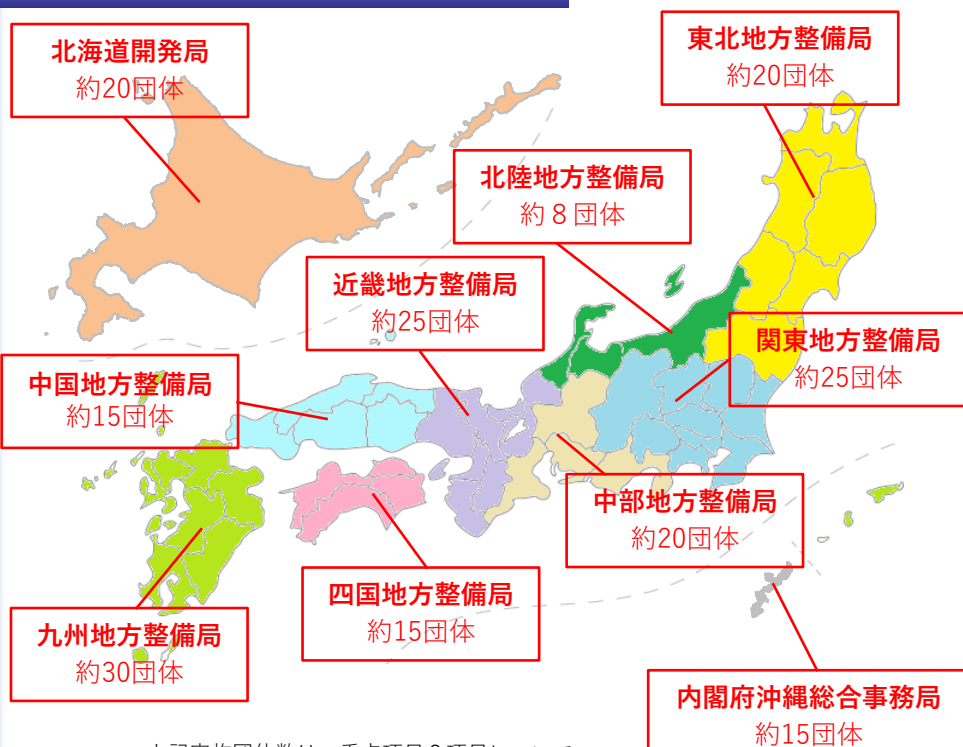 北海道開発局
約20団体
東北地方整備局
約20団体
北陸地方整備局
約８団体
近畿地方整備局
約25団体
関東地方整備局
約25団体
中国地方整備局
約15団体
中部地方整備局
約20団体
四国地方整備局
約15団体
九州地方整備局
約30団体
内閣府沖縄総合事務局
約15団体